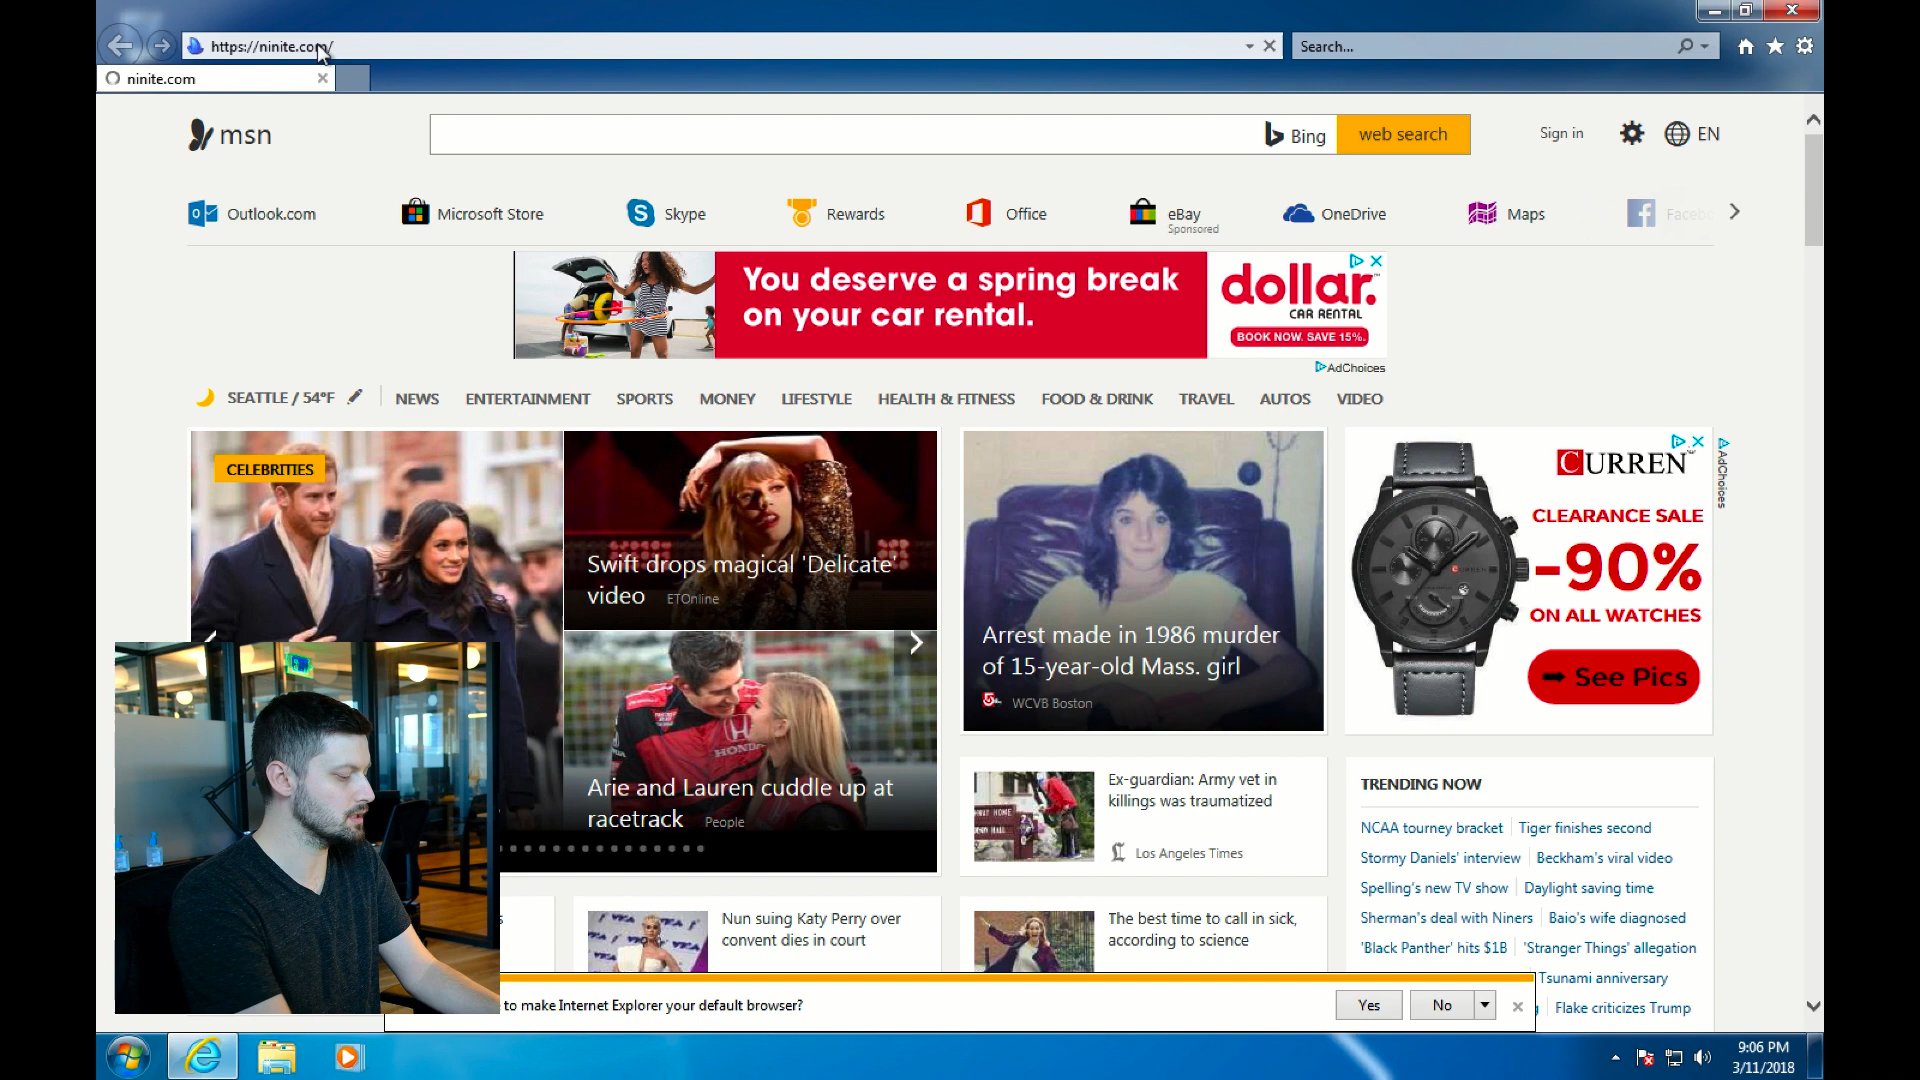 https://ninite.com/
Search...
ninite.com
msn
Bing
web search
Sign in
EN
Outlook.com
Microsoft Store
Skype
Rewards
Office
eBay
Sponsored
OneDrive
Maps
You deserve a spring break
on your car rental.
dollar.
CAR RENTAL
BOOK NOW. SAVE 15%.
AdChoices
SEATTLE / 54°F
NEWS
ENTERTAINMENT
SPORTS
MONEY
LIFESTYLE
HEALTH & FITNESS
FOOD & DRINK
TRAVEL
AUTOS
VIDEO
CELEBRITIES
Swift drops magical 'Delicate'
video ETOnline
HONDA
Arie and Lauren cuddle up at
racetrack People
Arrest made in 1986 murder
of 15-year-old Mass. girl
WCVB Boston
CURREN
AdChoices
CLEARANCE SALE
-90%
ON ALL WATCHES
See Pics
Ex-guardian: Army vet in
killings was traumatized
Los Angeles Times
TRENDING NOW
NCAA tourney bracket
Tiger finishes second
Stormy Daniels' interview
Beckham's viral video
Spelling's new TV show
Daylight saving time
Sherman's deal with Niners
Baio's wife diagnosed
'Black Panther' hits $1B
'Stranger Things' allegation
Tsunami anniversary
Flake criticizes Trump
Nun suing Katy Perry over
convent dies in court
The best time to call in sick,
according to science
to make Internet Explorer your default browser?
Yes
No
9:06 PM
3/11/2018